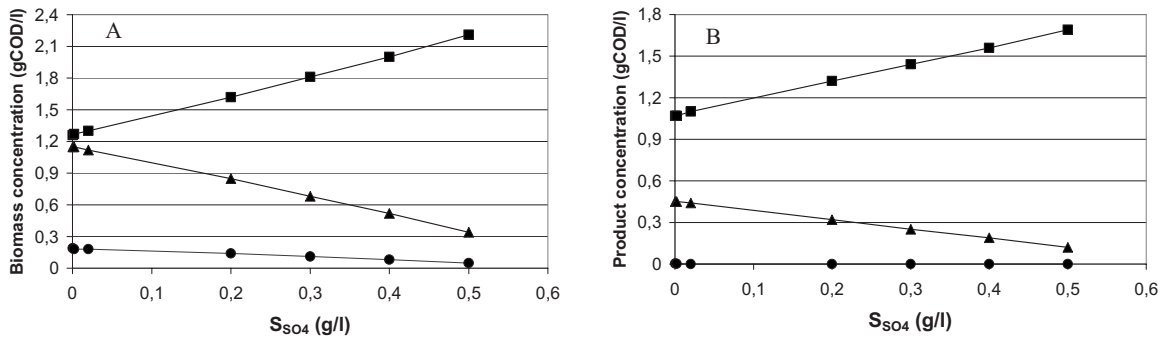 A
Biomass concentration (gCOD/l)
2,4
2,1
1,8
1,5
1,2
0,9
0,6
0,3
0
0 0,1 0,2 0,3 0,4 0,5 0,6
S_SO4 (g/l)
B
Product concentration (gCOD/l)
1,8
1,5
1,2
0,9
0,6
0,3
0
0 0,1 0,2 0,3 0,4 0,5 0,6
S_SO4 (g/l)